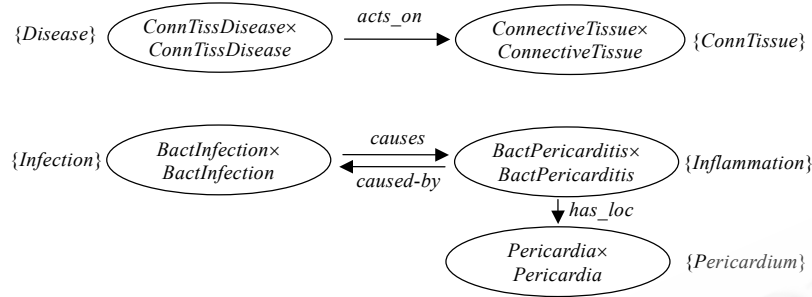 {Disease} ConnTissDisease× acts_on ConnectiveTissue× {ConnTissue}
ConnTissDisease ConnectiveTissue
{Infection} BactInfection× causes BactPericarditis× {Inflammation}
BactInfection caused-by BactPericarditis
has_loc
Pericardia× {Pericardium}
Pericardia